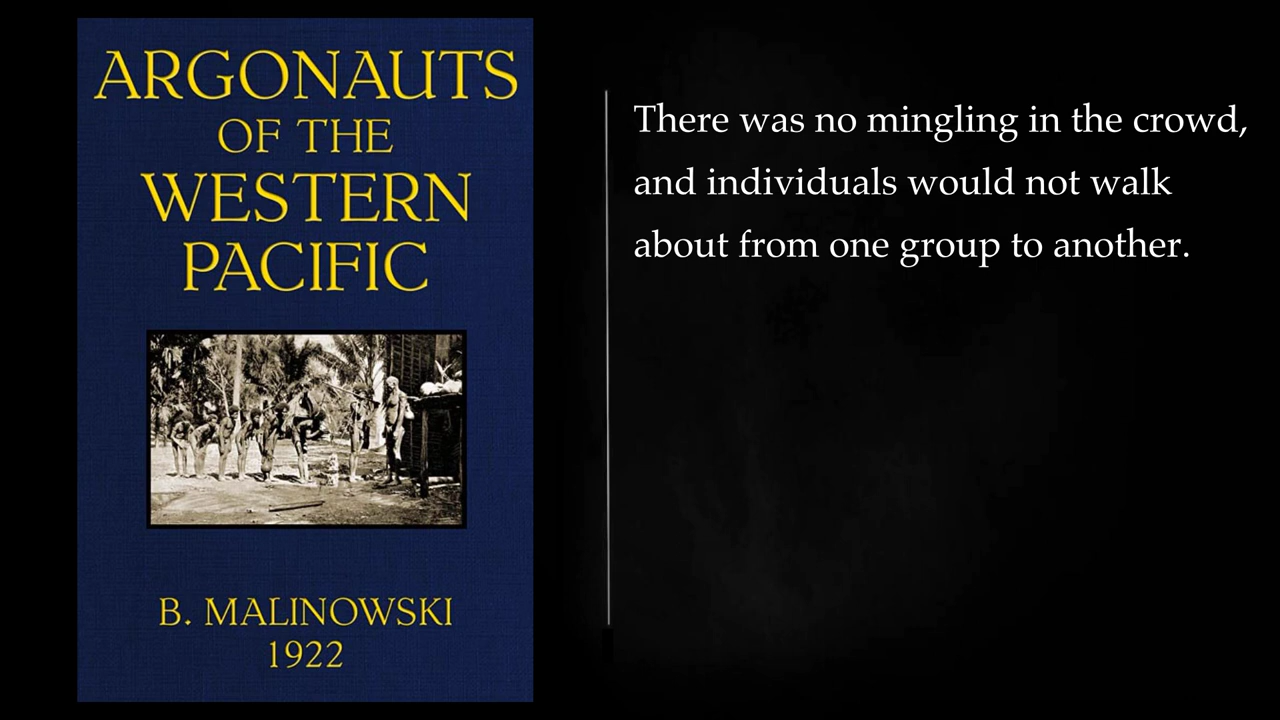 ARGONAUTS
OF THE
WESTERN
PACIFIC
B. MALINOWSKI
1922
There was no mingling in the crowd,
and individuals would not walk
about from one group to another.